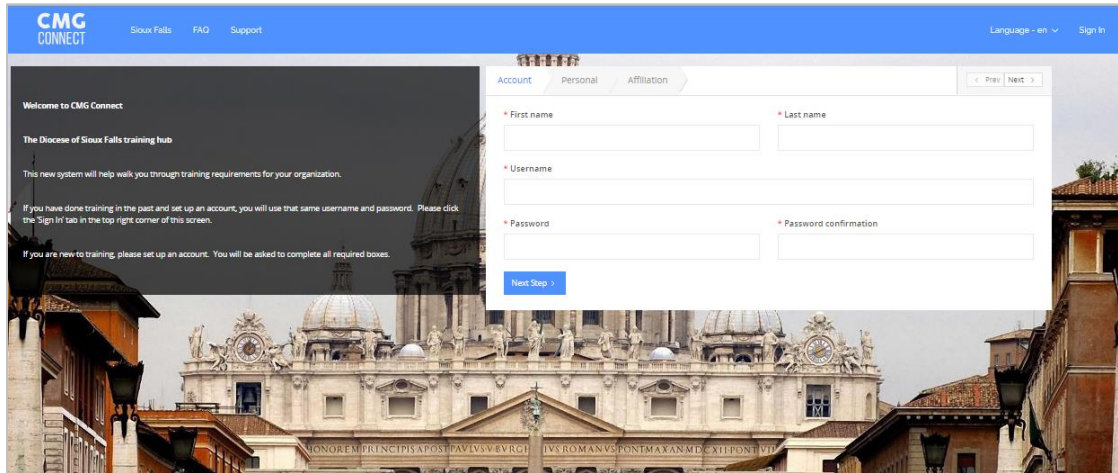 CMG
CONNECT
Sioux Falls FAQ Support
Language - en
Sign In
Welcome to CMG Connect
The Diocese of Sioux Falls training hub
This new system will help walk you through training requirements for your organization.
If you have done training in the past and set up an account, you will use that same username and password. Please click
the 'Sign In' tab in the top right corner of this screen.
If you are new to training, please set up an account. You will be asked to complete all required boxes.
Account Personal Affiliation
< Prev Next >
* First name
* Last name
* Username
* Password
* Password confirmation
Next Step >
HONOREM PRINCIPIS APOST PAVLVS V BVRGH IVS ROMANVS PONT MAX AN MDCXII PONT VII